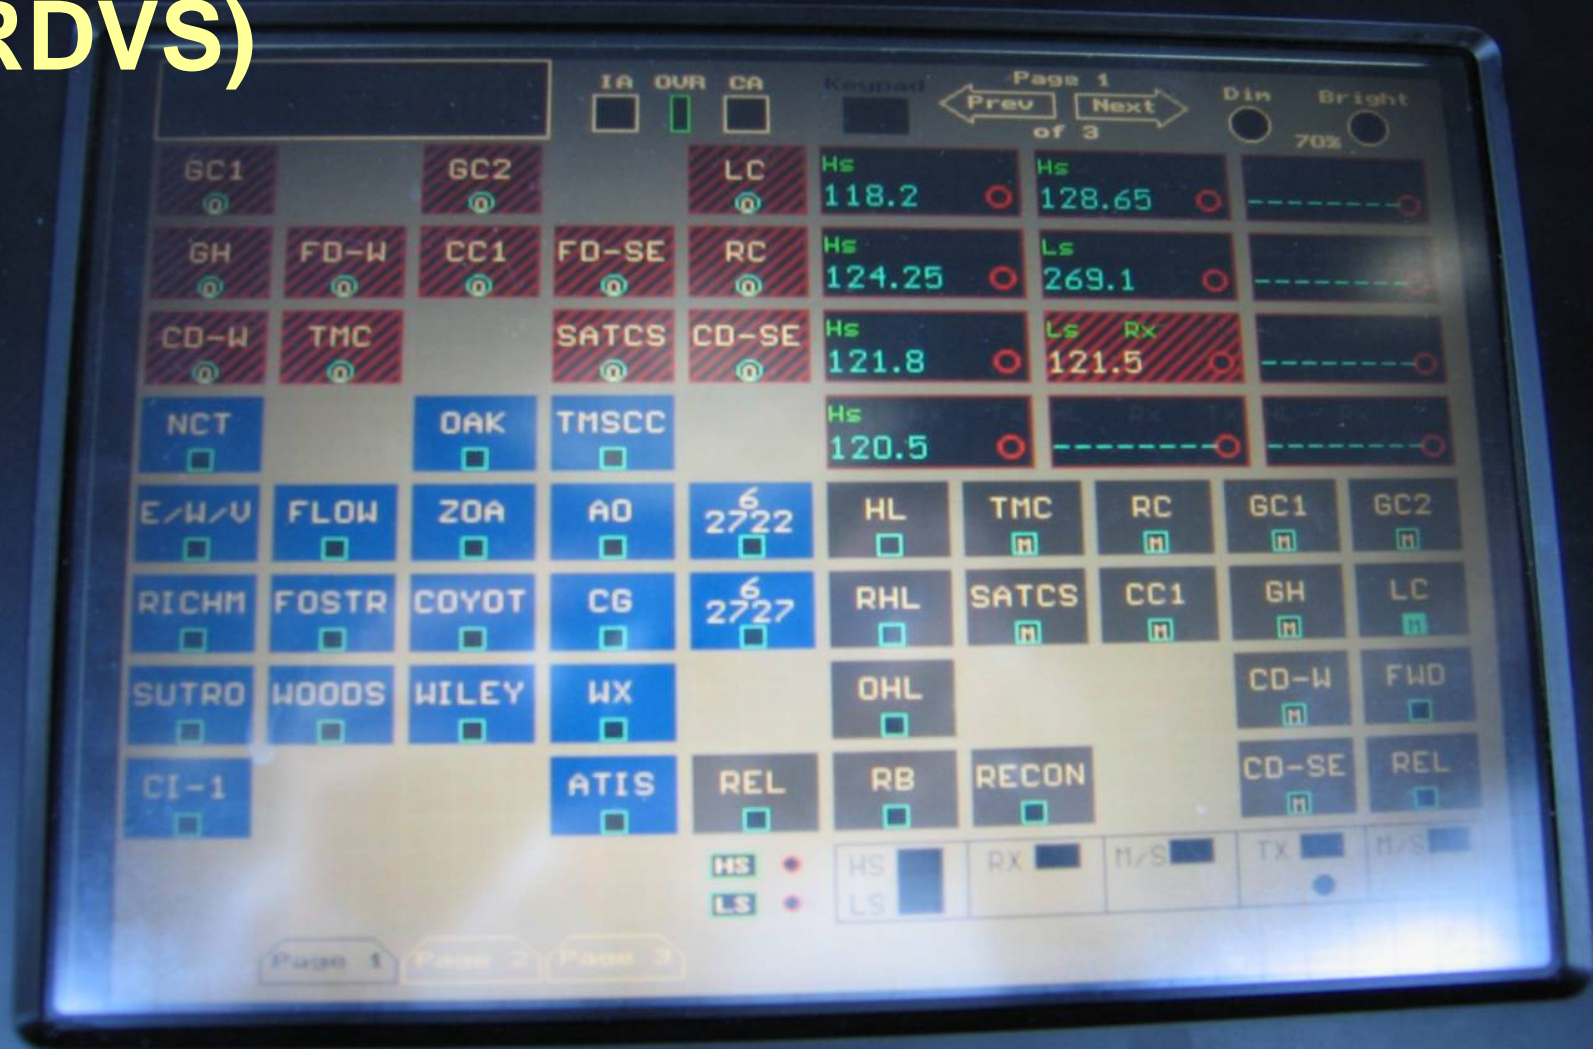 RDVS)
IA OVR CA Keypad Page 1 Dim Bright
Prev Next
of 3 70%
GC1 GC2 LC Hs Hs
118.2 128.65 --------
GH FD-W CC1 FD-SE RC Hs Ls
124.25 269.1 --------
CD-W TMC SATCS CD-SE Hs Ls Rx
121.8 121.5 --------
NCT OAK TMSCC Hs
120.5 -------- --------
E/W/V FLOW ZOA AO 6 2722 HL TMC RC GC1 GC2
M M M M
RICHM FOSTR COYOT CG 6 2727 RHL SATCS CC1 GH LC
M M M M
SUTRO WOODS WILEY WX OHL CD-W FWD
M
CI-1 ATIS REL RB RECON CD-SE REL
M
HS HS RX M/S TX M/S
LS LS
Page 1 Page 2 Page 3